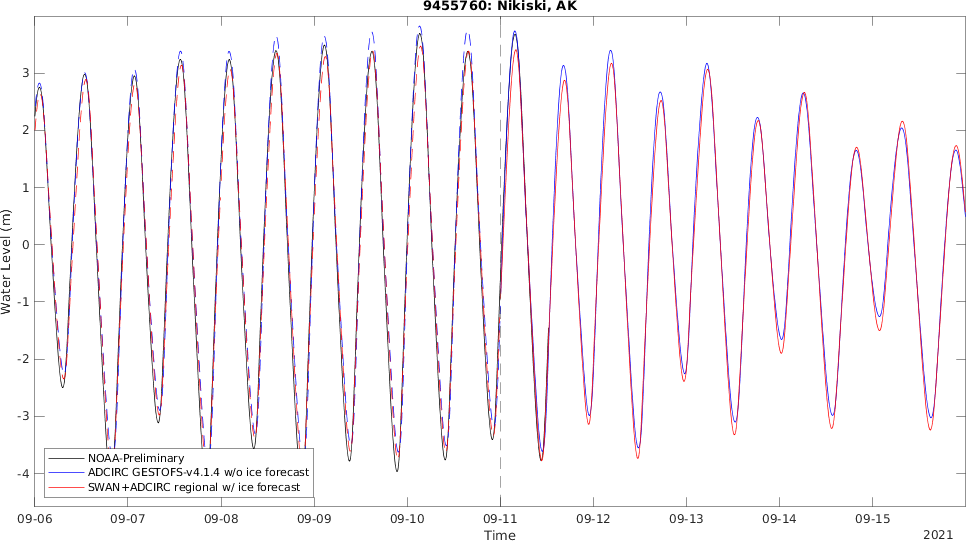 9455760: Nikiski, AK
3
2
1
0
-1
-2
-3
-4
Water Level (m)
NOAA-Preliminary
ADCIRC GESTOFS-v4.1.4 w/o ice forecast
SWAN+ADCIRC regional w/ ice forecast
09-06 09-07 09-08 09-09 09-10 09-11 09-12 09-13 09-14 09-15
Time
2021